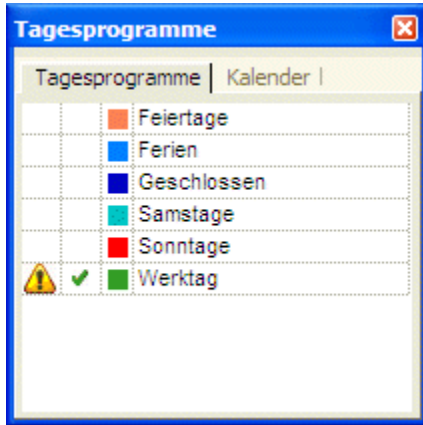 Tagesprogramme
Tagesprogramme Kalender
Feiertage
Ferien
Geschlossen
Samstage
Sonntage
Werktag